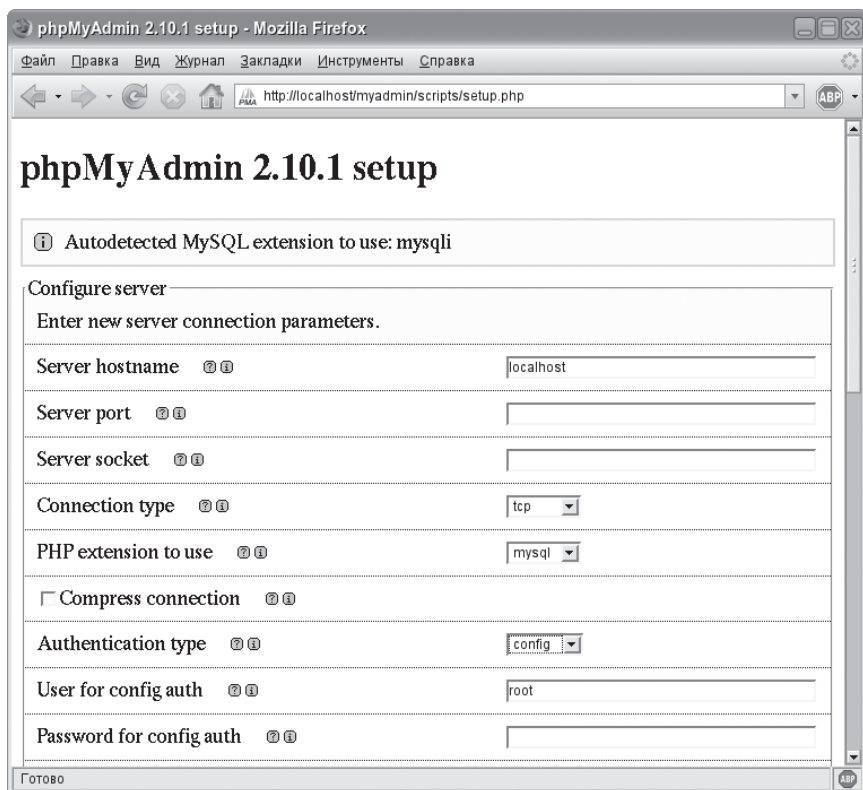 phpMyAdmin 2.10.1 setup - Mozilla Firefox
Файл Правка Вид Журнал Закладки Инструменты Справка
PMA http://localhost/myadmin/scripts/setup.php ABP
phpMyAdmin 2.10.1 setup
i Autodetected MySQL extension to use: mysqli
Configure server
Enter new server connection parameters.
Server hostname ? i localhost
Server port ? i
Server socket ? i
Connection type ? i tcp
PHP extension to use ? i mysql
Compress connection ? i
Authentication type ? i config
User for config auth ? i root
Password for config auth ? i
Готово ABP